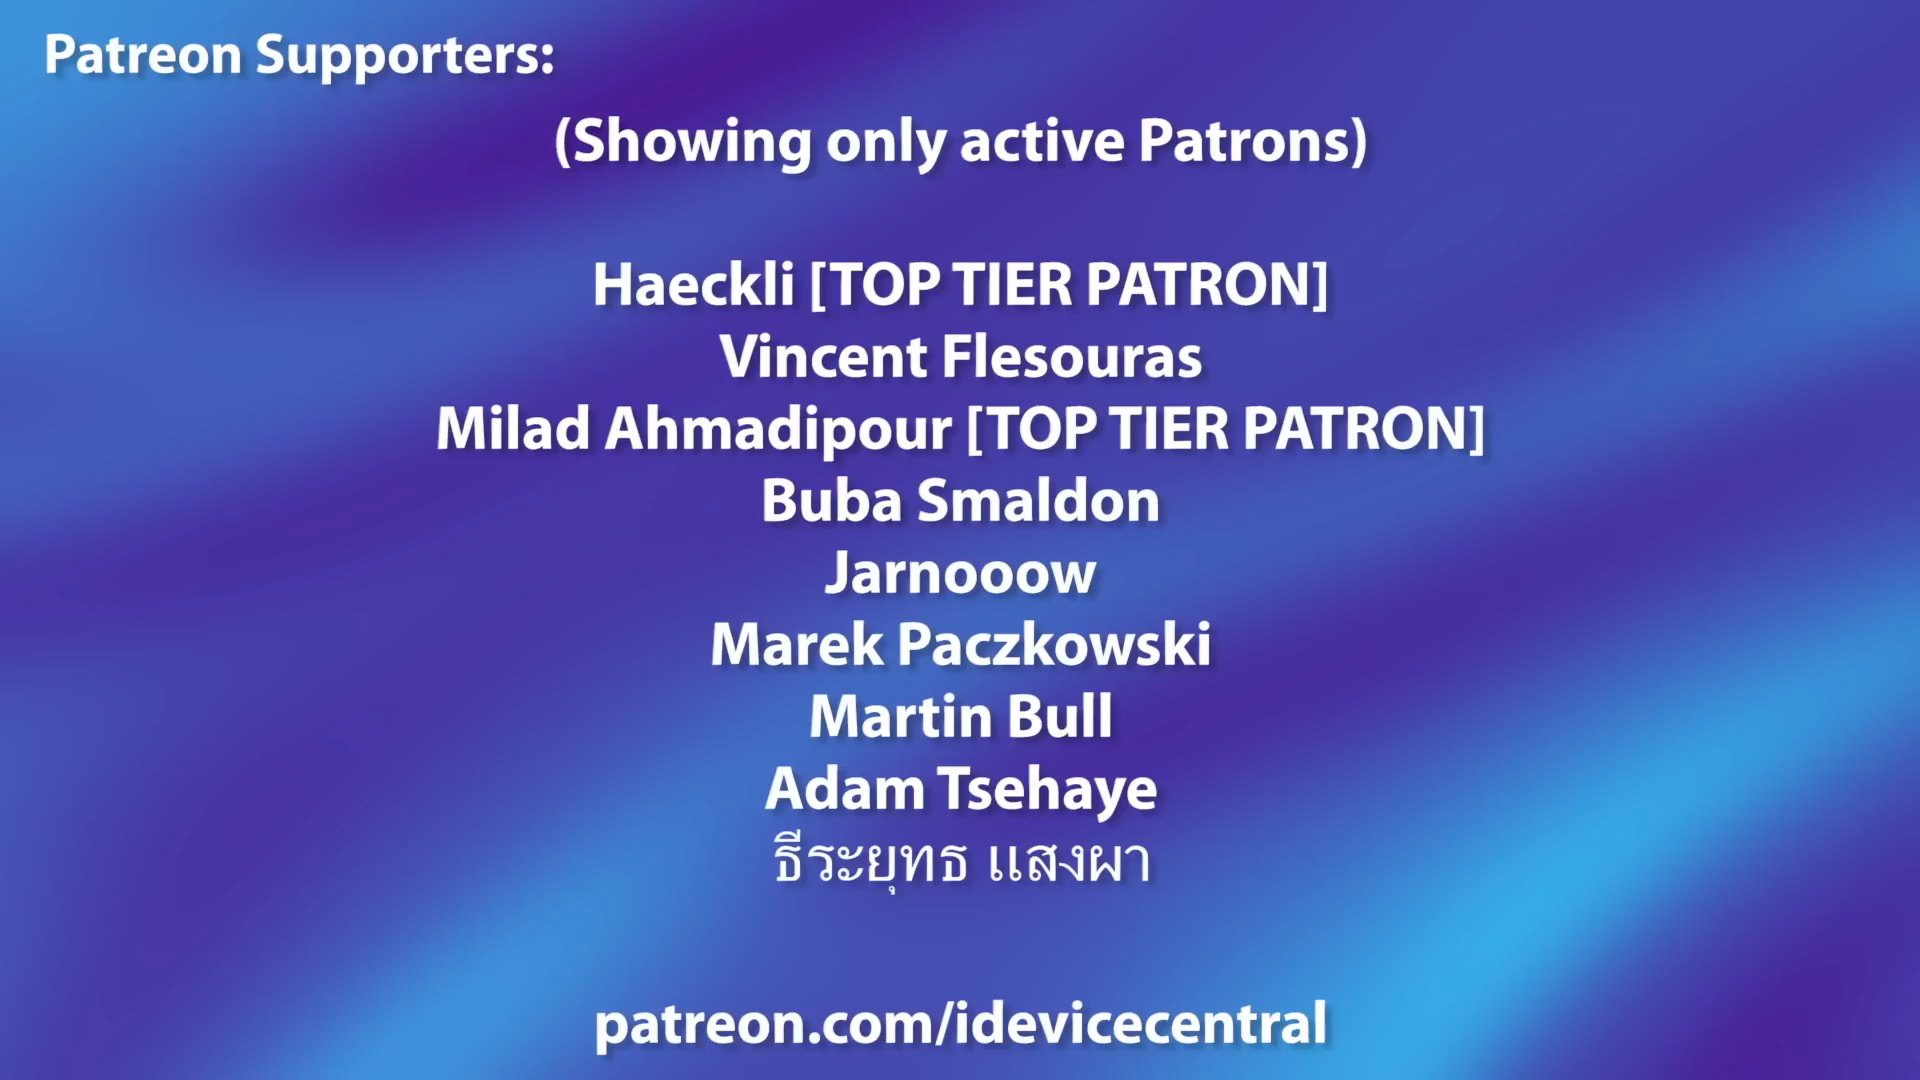 Patreon Supporters:
(Showing only active Patrons)
Haeckli [TOP TIER PATRON]
Vincent Flesouras
Milad Ahmadipour [TOP TIER PATRON]
Buba Smaldon
Jarnooow
Marek Paczkowski
Martin Bull
Adam Tsehaye
ธีระยุทธ แสงผา
patreon.com/idevicecentral